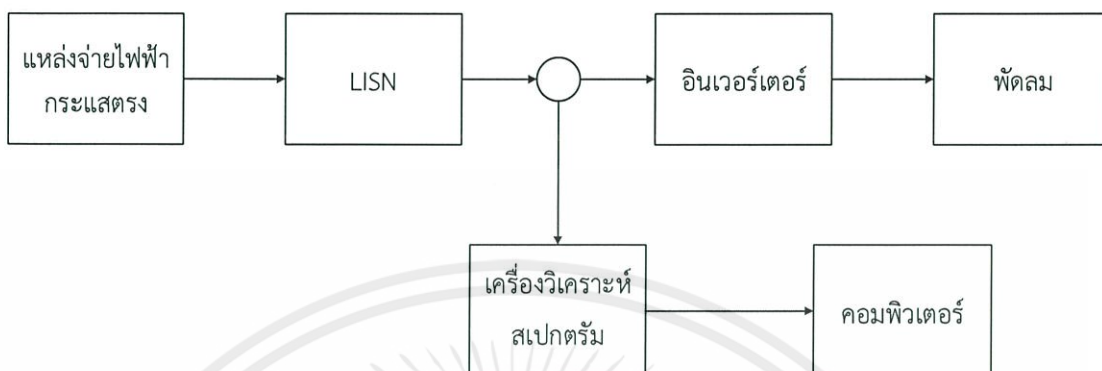 แหล่งจ่ายไฟฟ้า
กระแสตรง
LISN
อินเวอร์เตอร์
พัดลม
เครื่องวิเคราะห์
สเปกตรัม
คอมพิวเตอร์